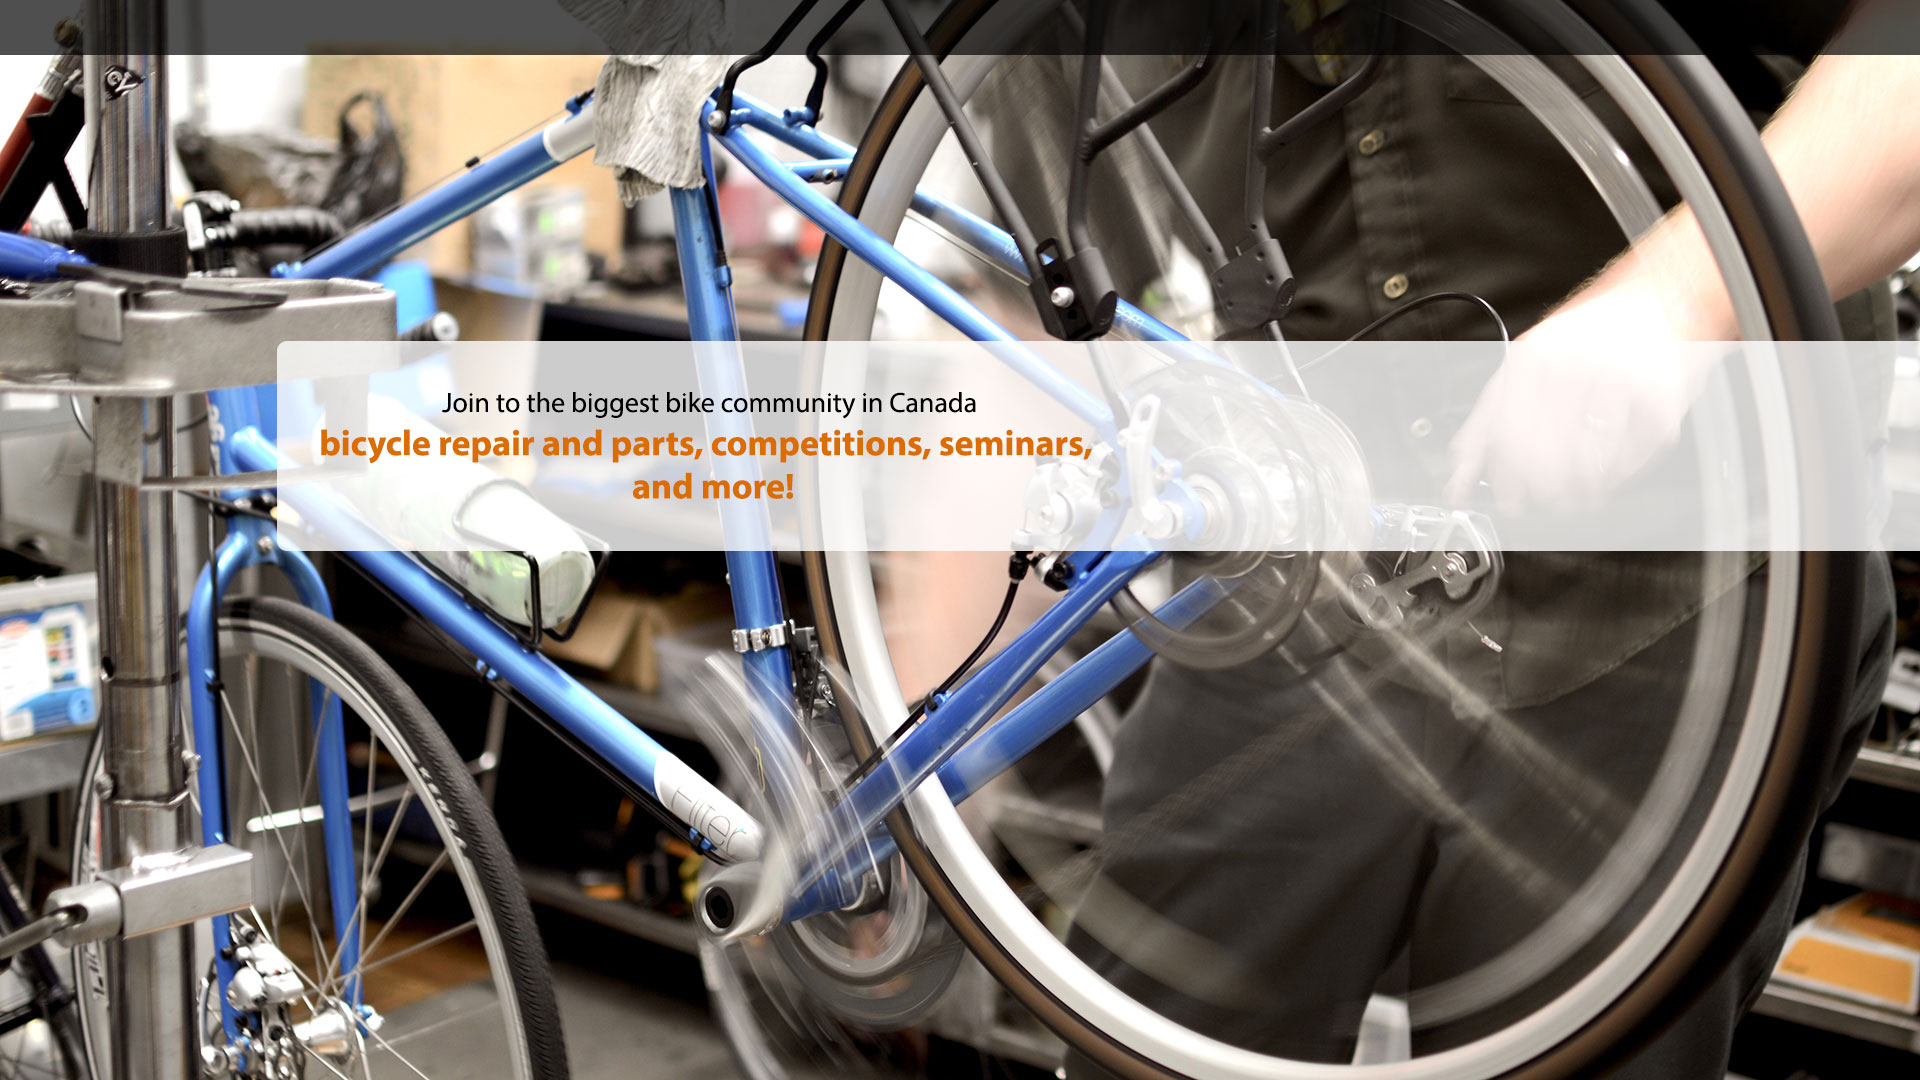 Join to the biggest bike community in Canada
bicycle repair and parts, competitions, seminars,
and more!